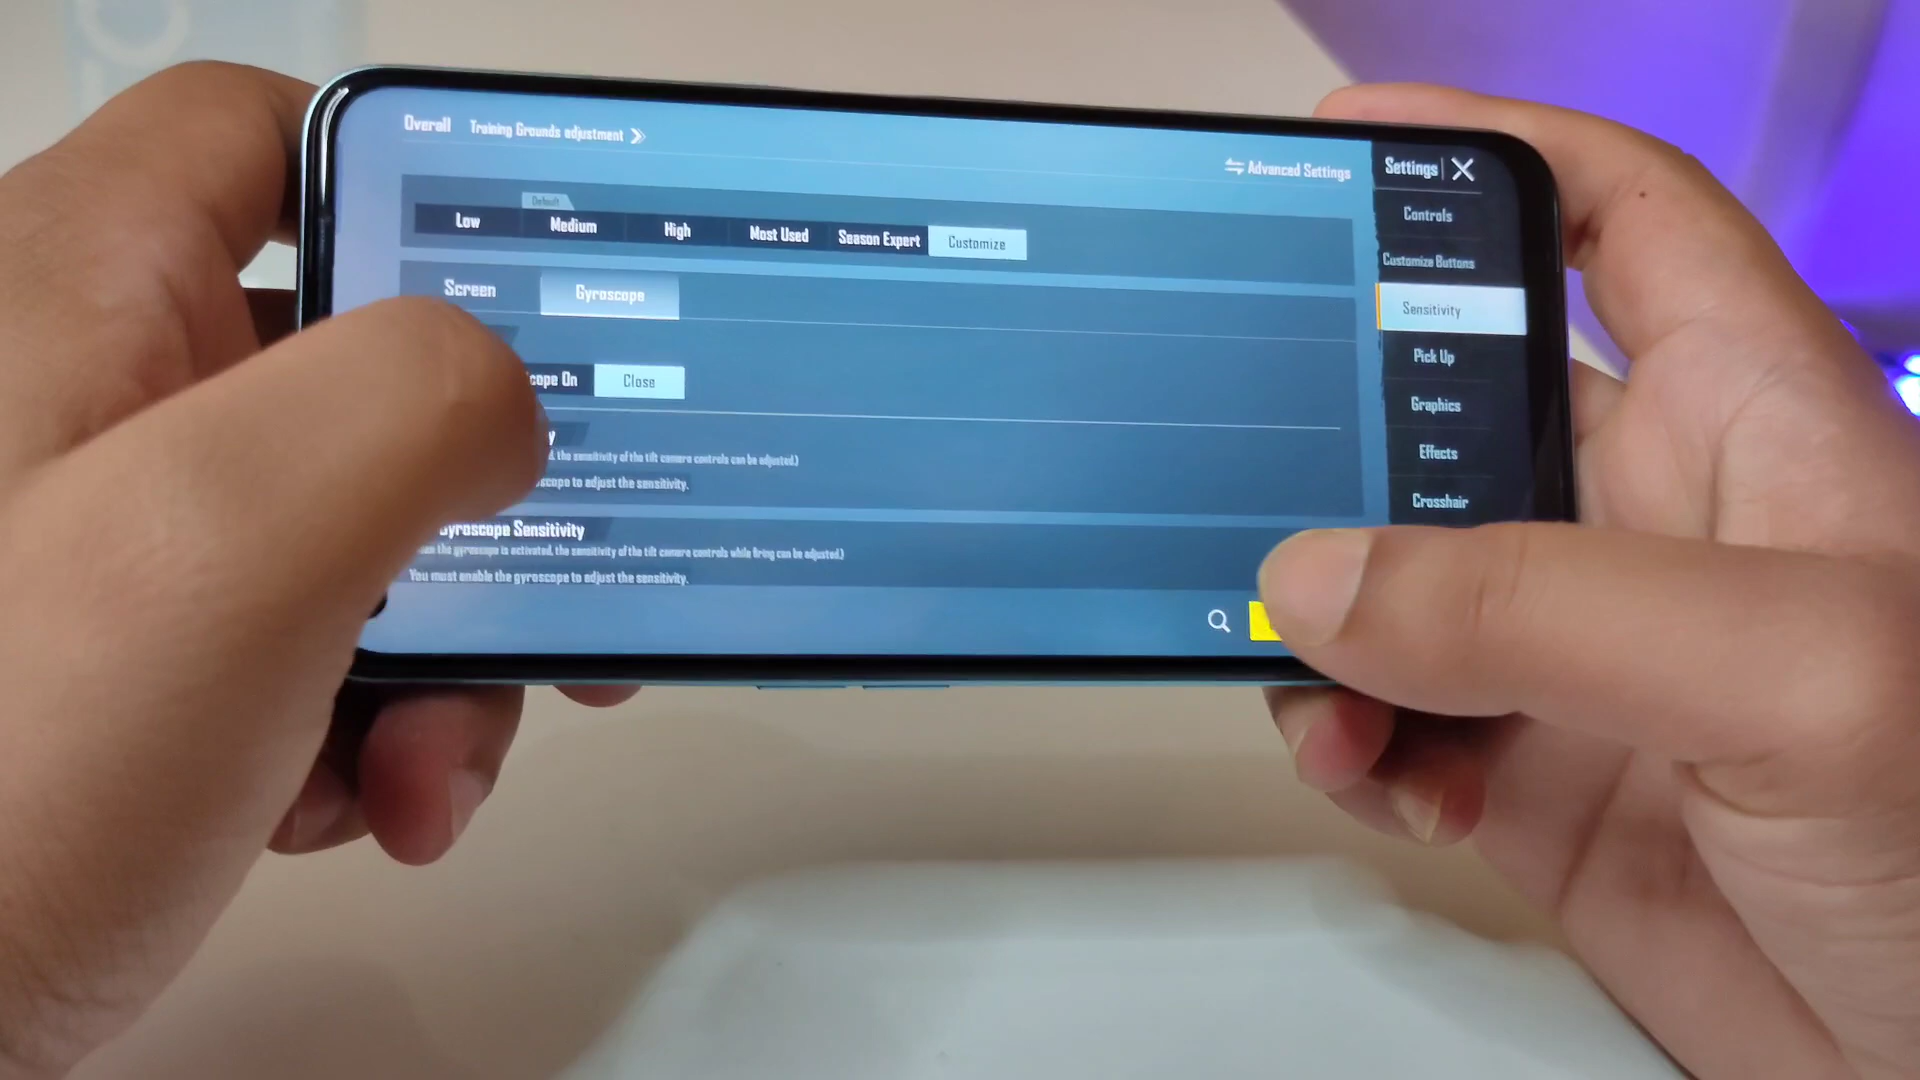 Overall Training Grounds adjustment
Advanced Settings
Settings
Default
Low Medium High Most Used Season Expert Customize
Screen Gyroscope
cope On Close
y
d, the sensitivity of the tilt camera controls can be adjusted.)
scope to adjust the sensitivity.
Gyroscope Sensitivity
the gyroscope is activated, the sensitivity of the tilt camera controls while firing can be adjusted.)
You must enable the gyroscope to adjust the sensitivity.
Controls
Customize Buttons
Sensitivity
Pick Up
Graphics
Effects
Crosshair